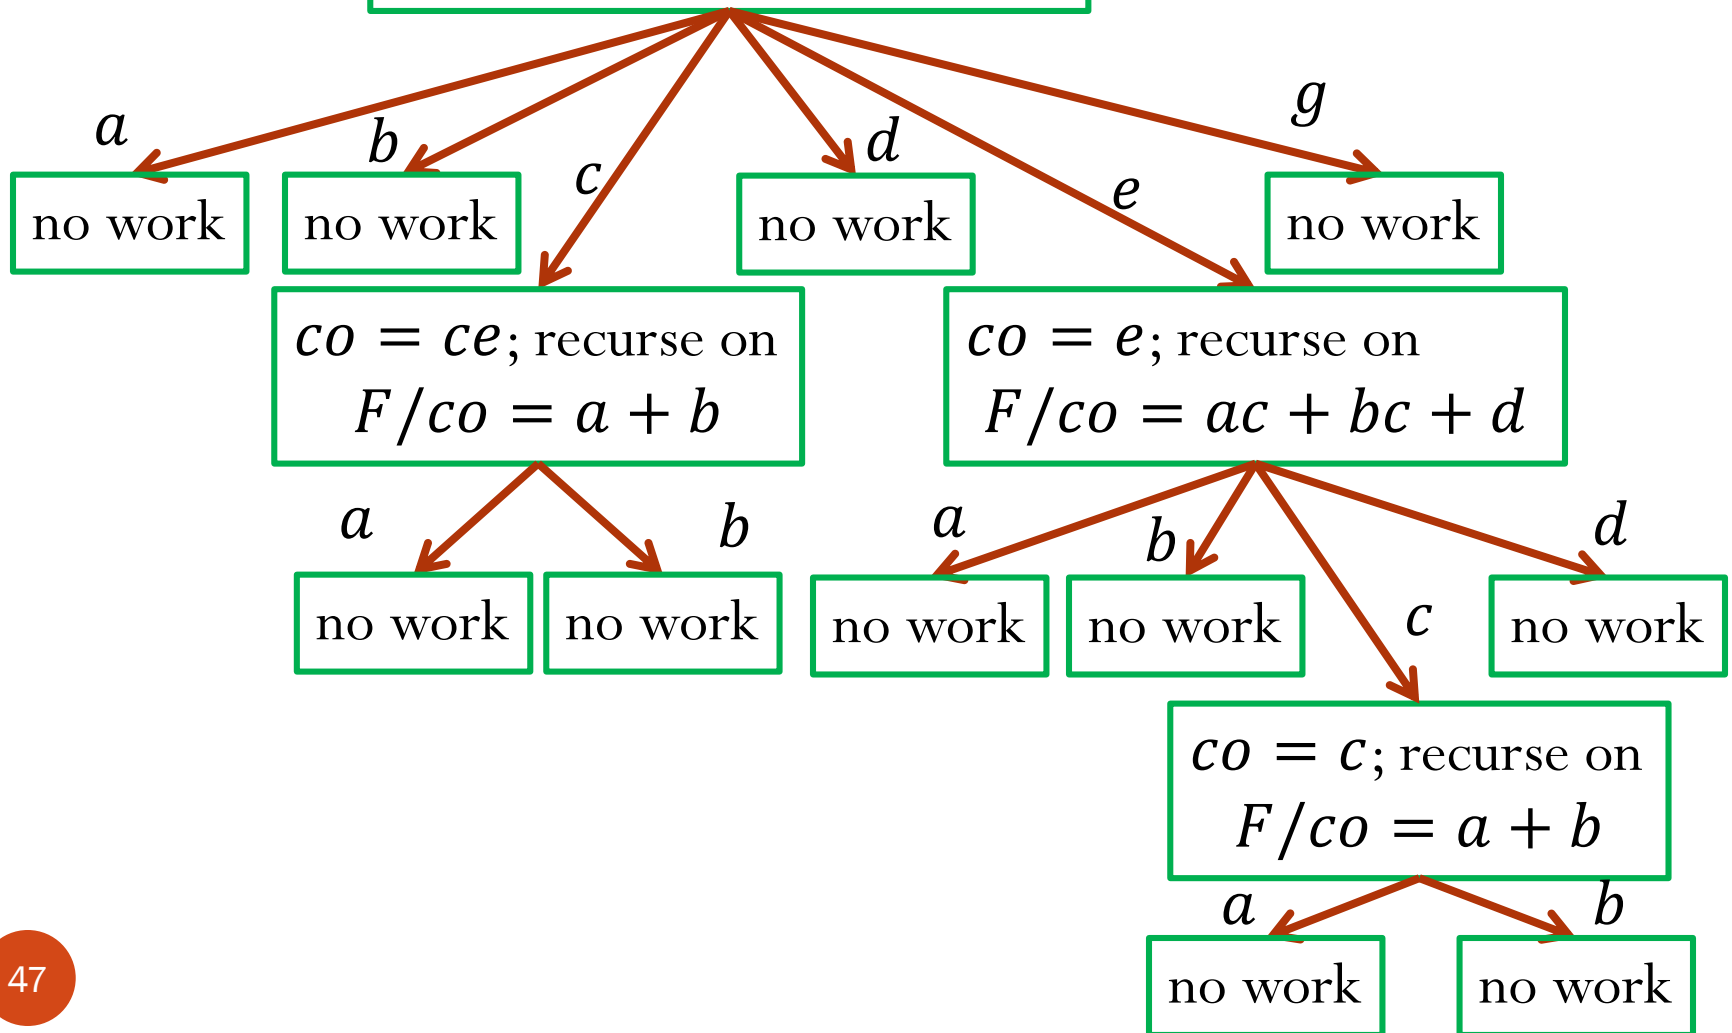 a
b
c
d
e
g
no work
no work
no work
no work
co = ce; recurse on
F/co = a + b
co = e; recurse on
F/co = ac + bc + d
a
b
a
b
c
d
no work
no work
no work
no work
no work
co = c; recurse on
F/co = a + b
a
b
no work
no work
47